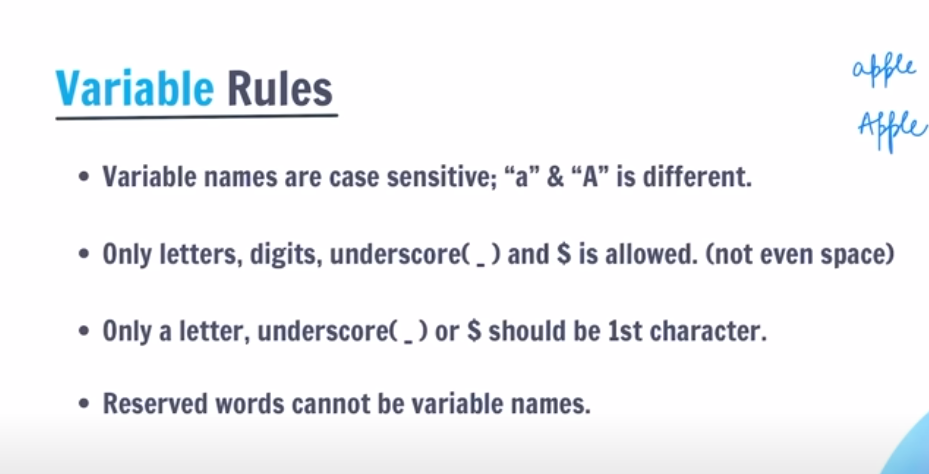 apple
Variable Rules
Apple
• Variable names are case sensitive; “a” & “A” is different.
• Only letters, digits, underscore( _ ) and $ is allowed. (not even space)
• Only a letter, underscore( _ ) or $ should be 1st character.
• Reserved words cannot be variable names.